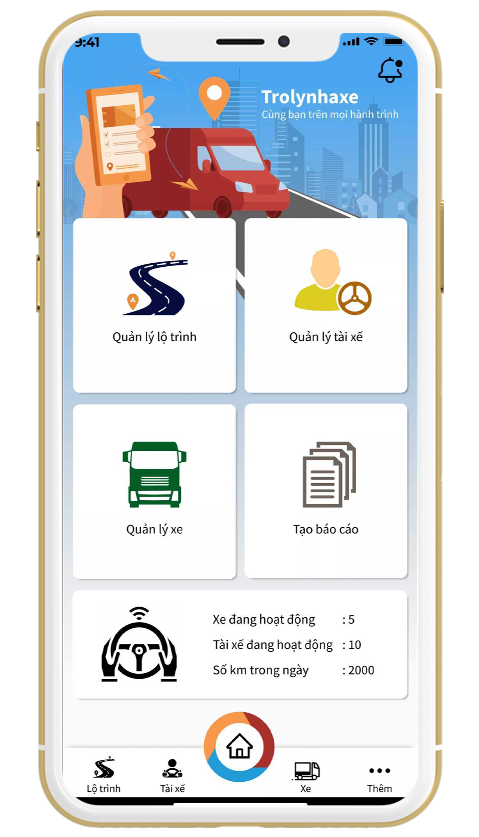 9:41
Trolynhaxe
Cùng bạn trên mọi hành trình
A
Quản lý lộ trình
Quản lý tài xế
Quản lý xe
Tạo báo cáo
Xe đang hoạt động : 5
Tài xế đang hoạt động : 10
Số km trong ngày : 2000
Lộ trình
Tài xế
Xe
Thêm